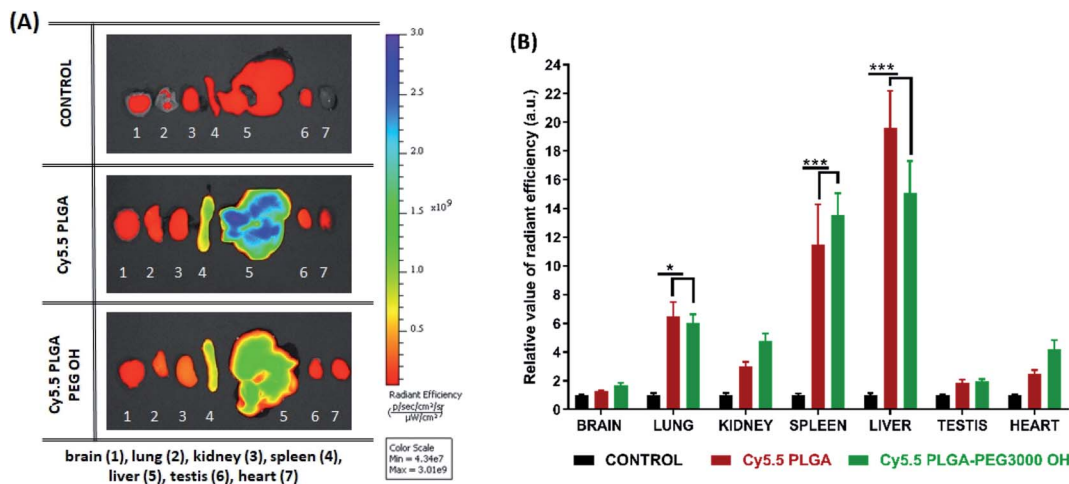 (A)
CONTROL
1 2 3 4 5 6 7
Cy5.5 PLGA
1 2 3 4 5 6 7
Cy5.5 PLGA
PEG OH
1 2 3 4 5 6 7
brain (1), lung (2), kidney (3), spleen (4),
liver (5), testis (6), heart (7)
3.0
2.5
2.0
1.5 x10⁹
1.0
0.5
Radiant Efficiency
(p/sec/cm²/sr
µW/cm²)
Color Scale
Min = 4.34e7
Max = 3.01e9
(B)
Relative value of radiant efficiency (a.u.)
24
22
20
18
16
14
12
10
8
6
4
2
0
*
***
***
BRAIN LUNG KIDNEY SPLEEN LIVER TESTIS HEART
CONTROL Cy5.5 PLGA Cy5.5 PLGA-PEG3000 OH